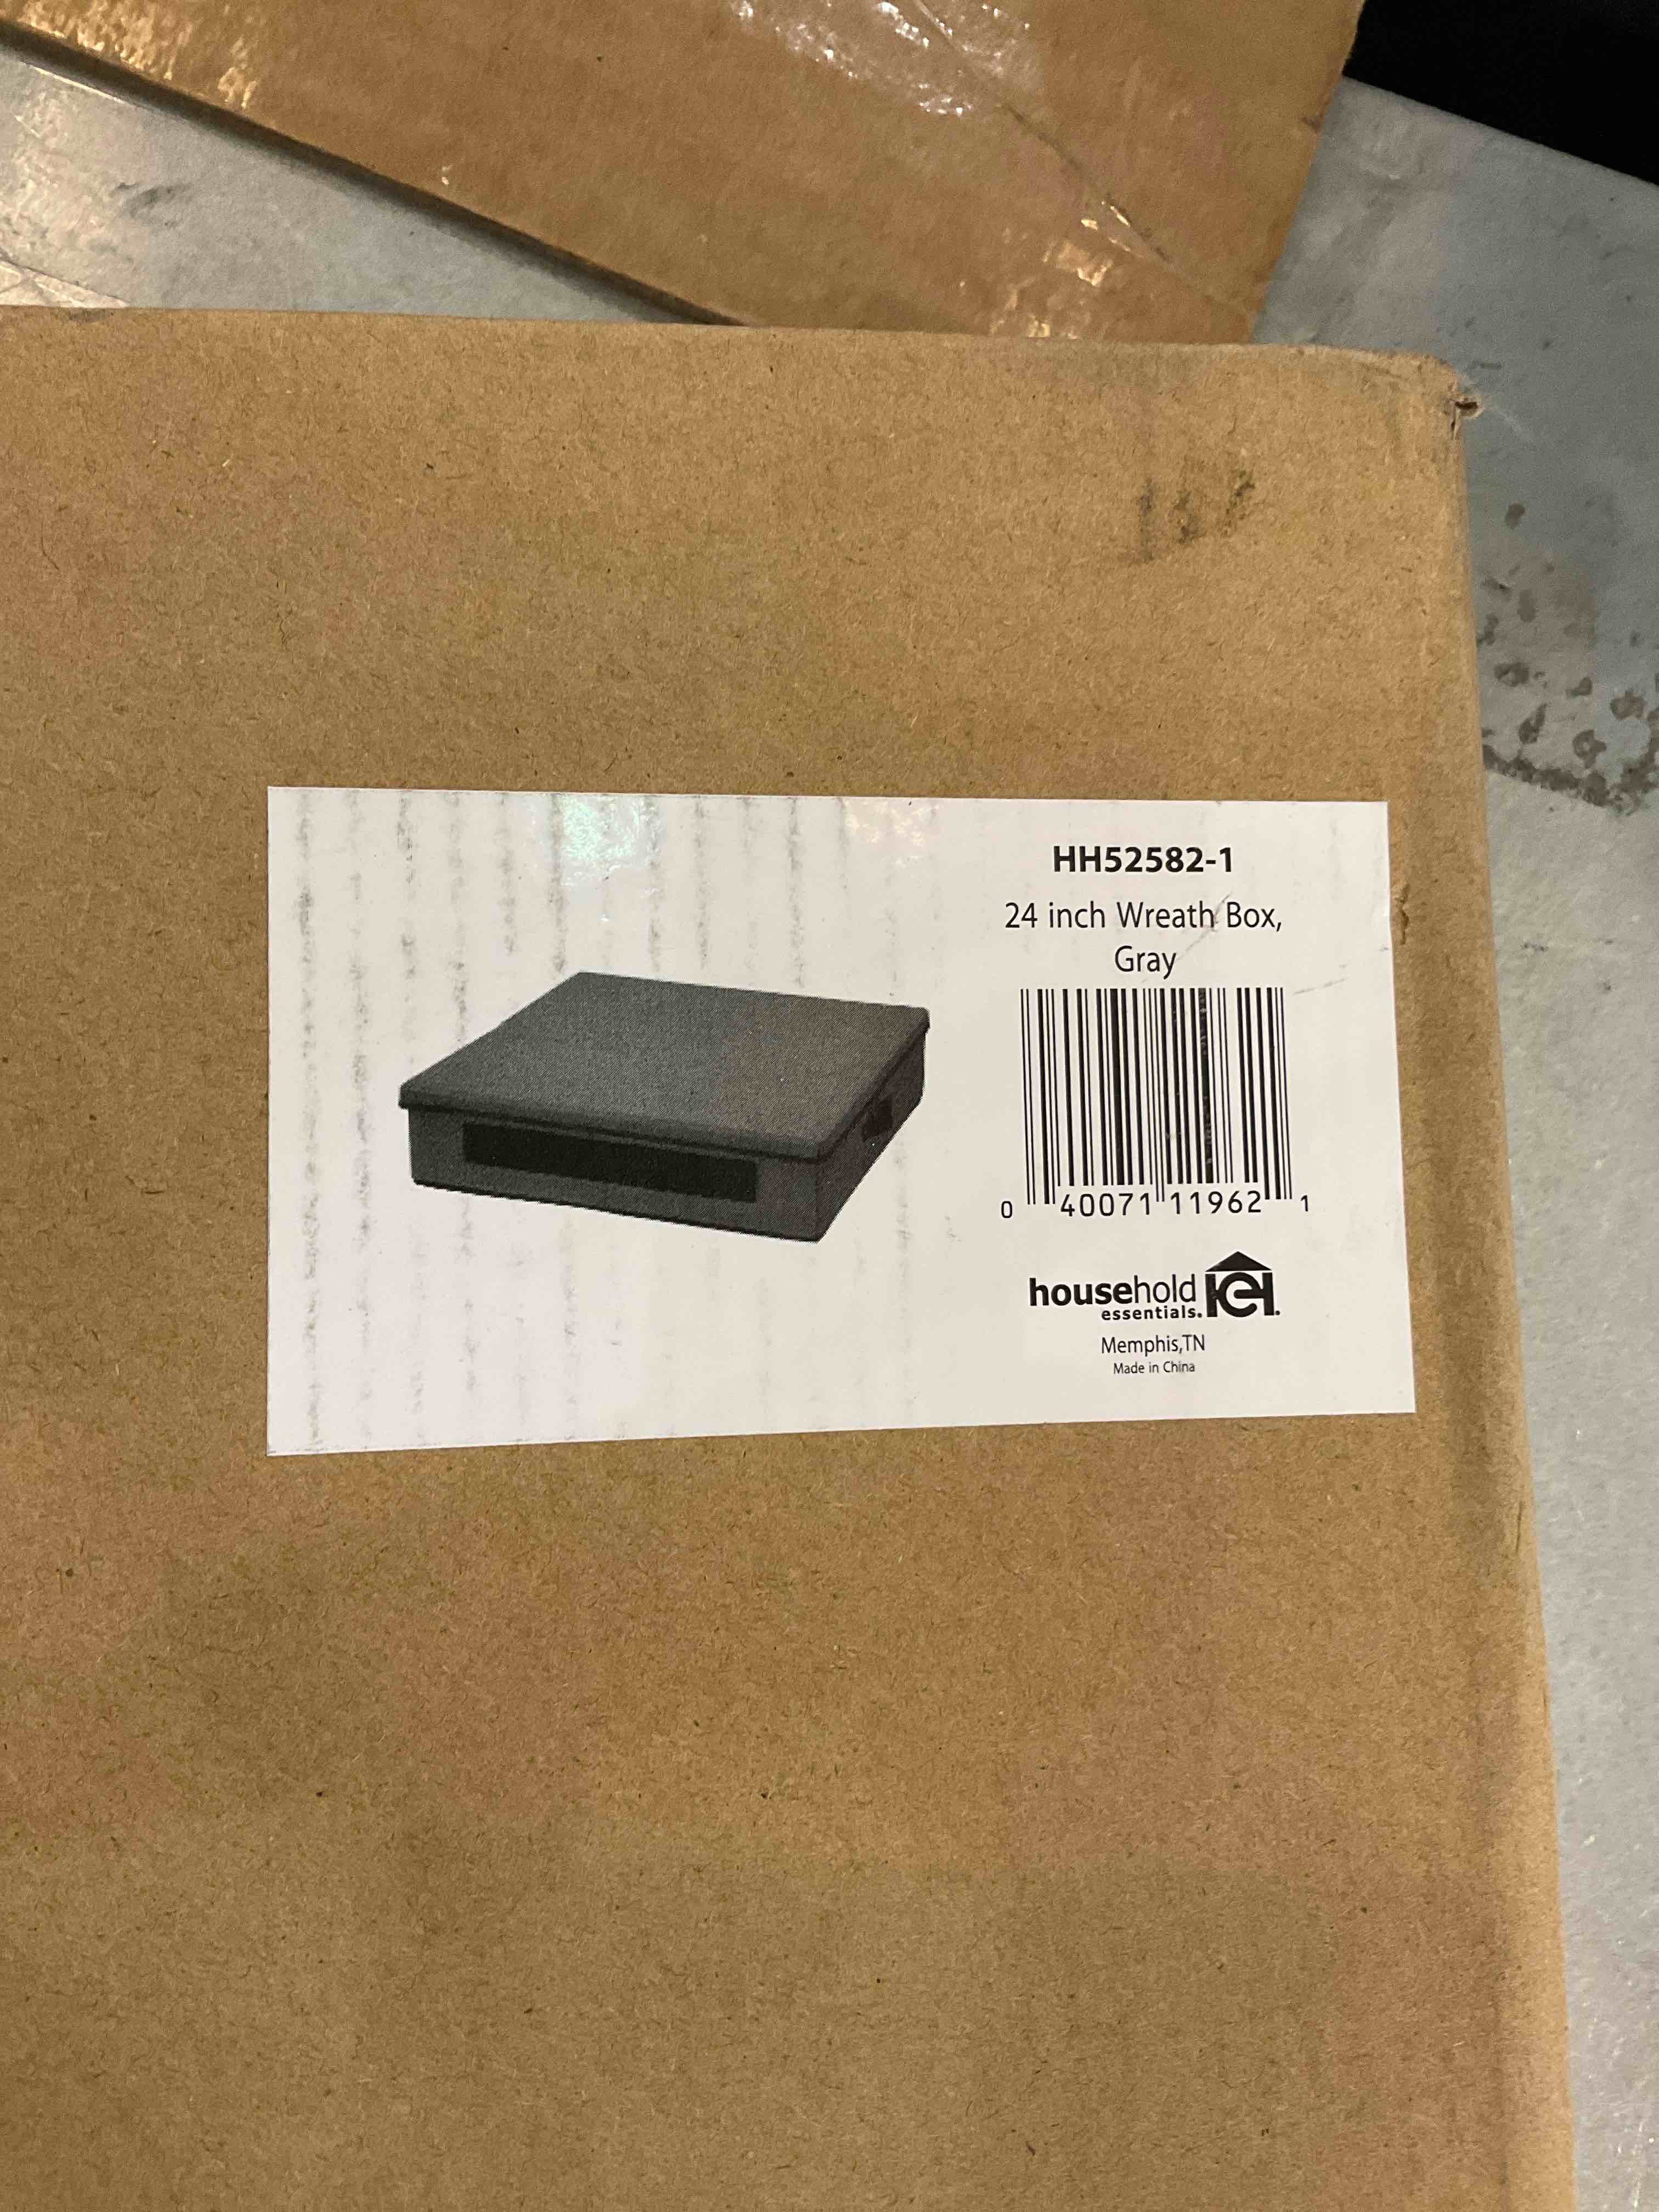 HH52582-1
24 inch Wreath Box,
Gray
0 40071 11962 1
household
essentials.
Memphis,TN
Made in China